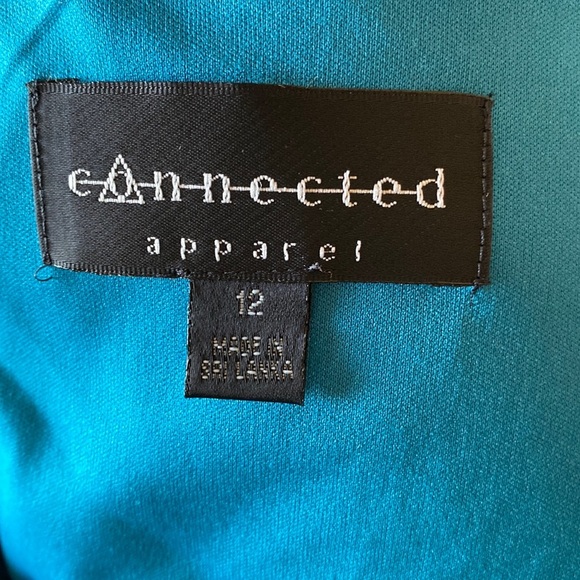 connected
apparel
12
MADE IN
SRI LANKA